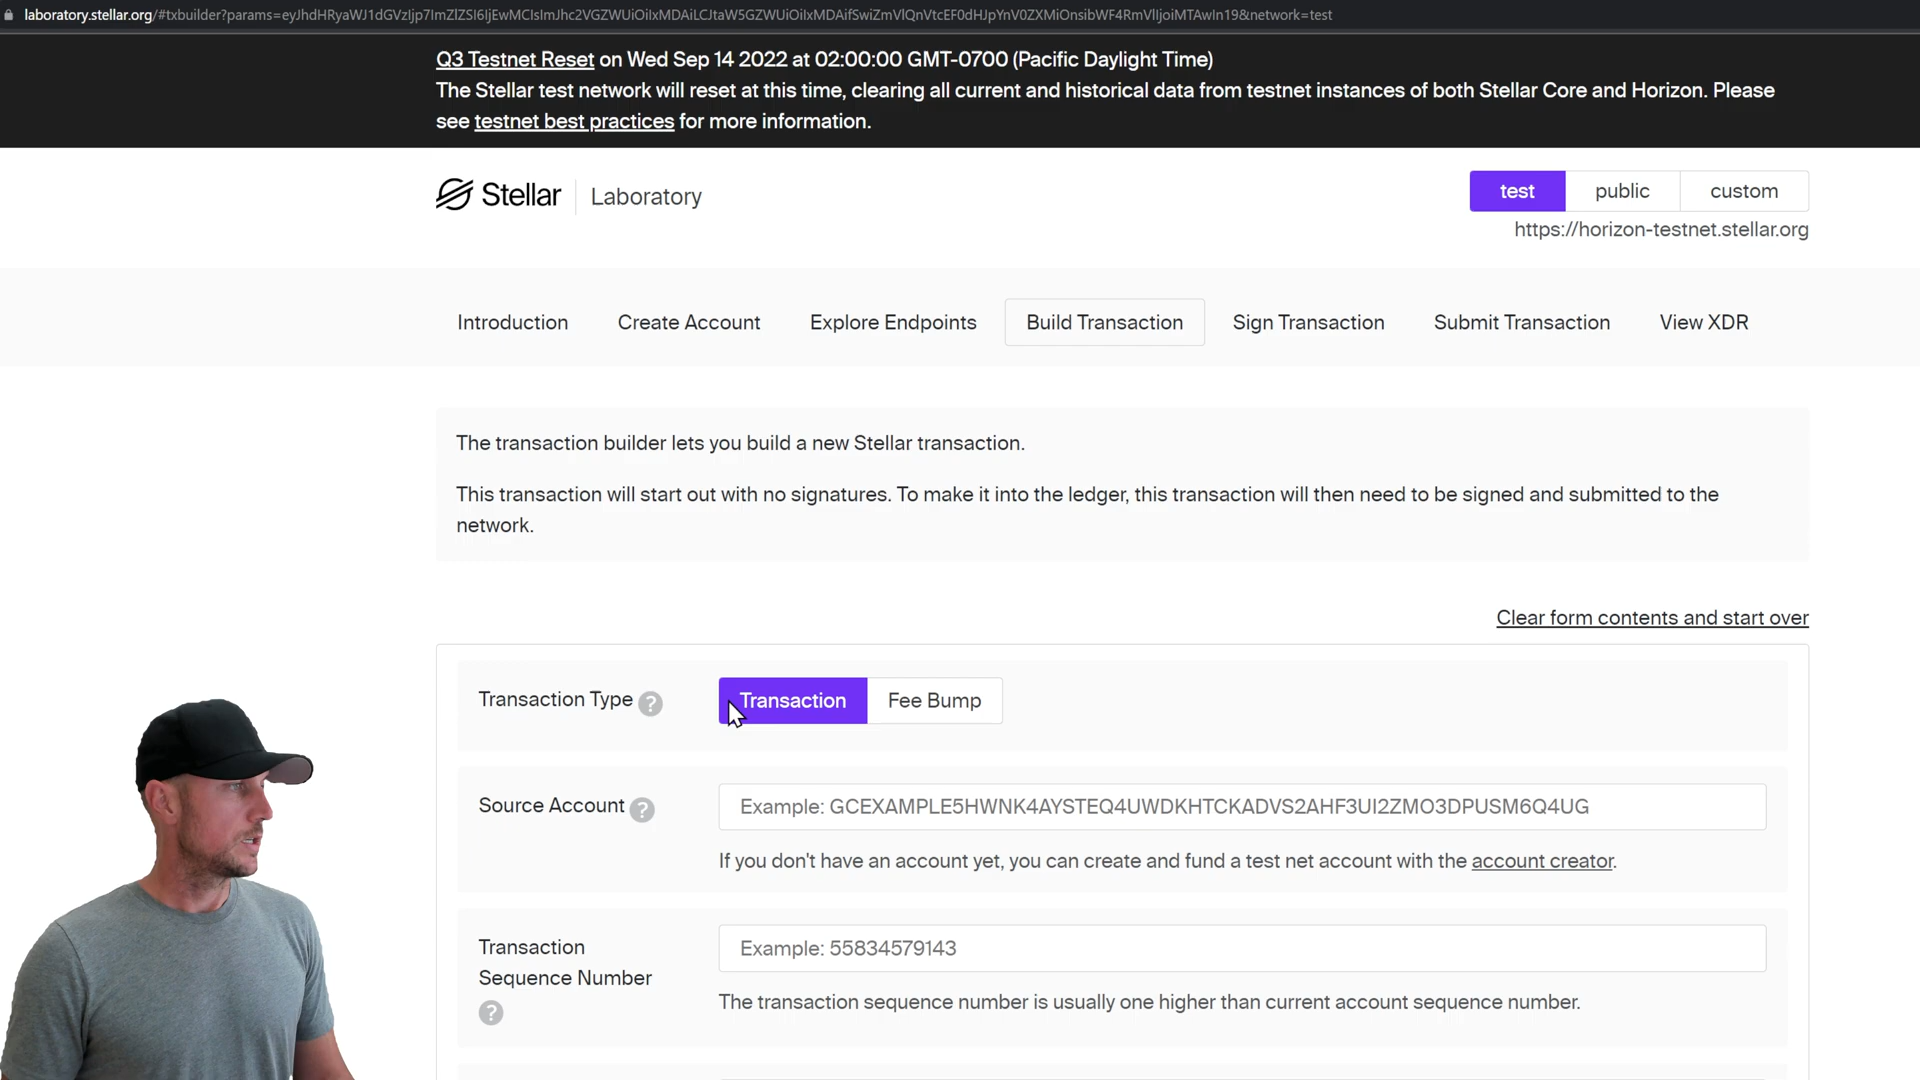 laboratory.stellar.org/#txbuilder?params=eyJhdHRyaWJ1dGVzIjp7ImZlZSI6IjEwMCIsImJhc2VGZWUiOiIxMDAiLCJtaW5GZWUiOiIxMDAifSwiZmVlQnVtcEF0dHJpYnV0ZXMiOnsibWF4RmVlIjoiMTAwIn19&network=test
Q3 Testnet Reset on Wed Sep 14 2022 at 02:00:00 GMT-0700 (Pacific Daylight Time)
The Stellar test network will reset at this time, clearing all current and historical data from testnet instances of both Stellar Core and Horizon. Please
see testnet best practices for more information.
Stellar Laboratory
test public custom
https://horizon-testnet.stellar.org
Introduction Create Account Explore Endpoints Build Transaction Sign Transaction Submit Transaction View XDR
The transaction builder lets you build a new Stellar transaction.
This transaction will start out with no signatures. To make it into the ledger, this transaction will then need to be signed and submitted to the
network.
Clear form contents and start over
Transaction Type ? Transaction Fee Bump
Source Account ? Example: GCEXAMPLE5HWNK4AYSTEQ4UWDKHTCKADVS2AHF3UI2ZMO3DPUSM6Q4UG
If you don't have an account yet, you can create and fund a test net account with the account creator.
Transaction
Sequence Number
?
Example: 55834579143
The transaction sequence number is usually one higher than current account sequence number.